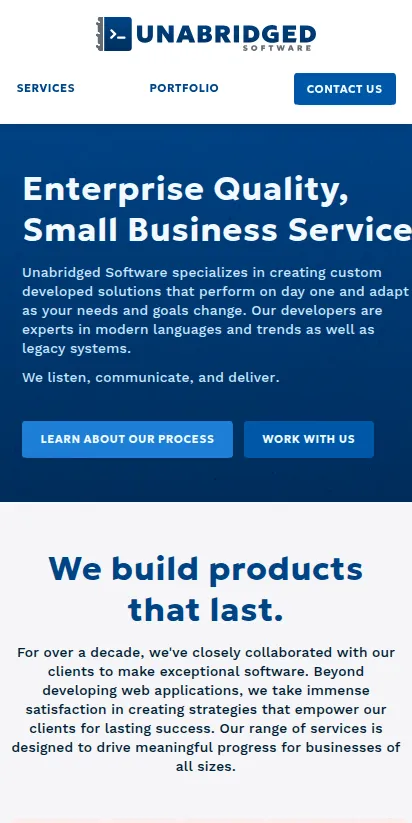 UNABRIDGED
SOFTWARE
SERVICES
PORTFOLIO
CONTACT US
Enterprise Quality,
Small Business Service
Unabridged Software specializes in creating custom
developed solutions that perform on day one and adapt
as your needs and goals change. Our developers are
experts in modern languages and trends as well as
legacy systems.
We listen, communicate, and deliver.
LEARN ABOUT OUR PROCESS
WORK WITH US
We build products
that last.
For over a decade, we've closely collaborated with our
clients to make exceptional software. Beyond
developing web applications, we take immense
satisfaction in creating strategies that empower our
clients for lasting success. Our range of services is
designed to drive meaningful progress for businesses of
all sizes.